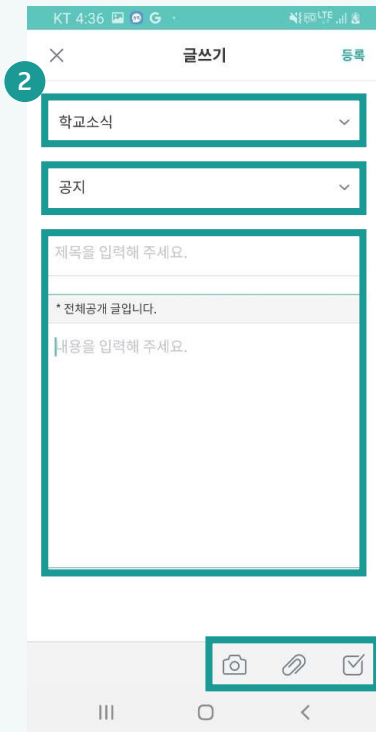 KT 4:36 G
LTE
글쓰기
등록
2
학교소식
공지
제목을 입력해 주세요.
* 전체공개 글입니다.
내용을 입력해 주세요.